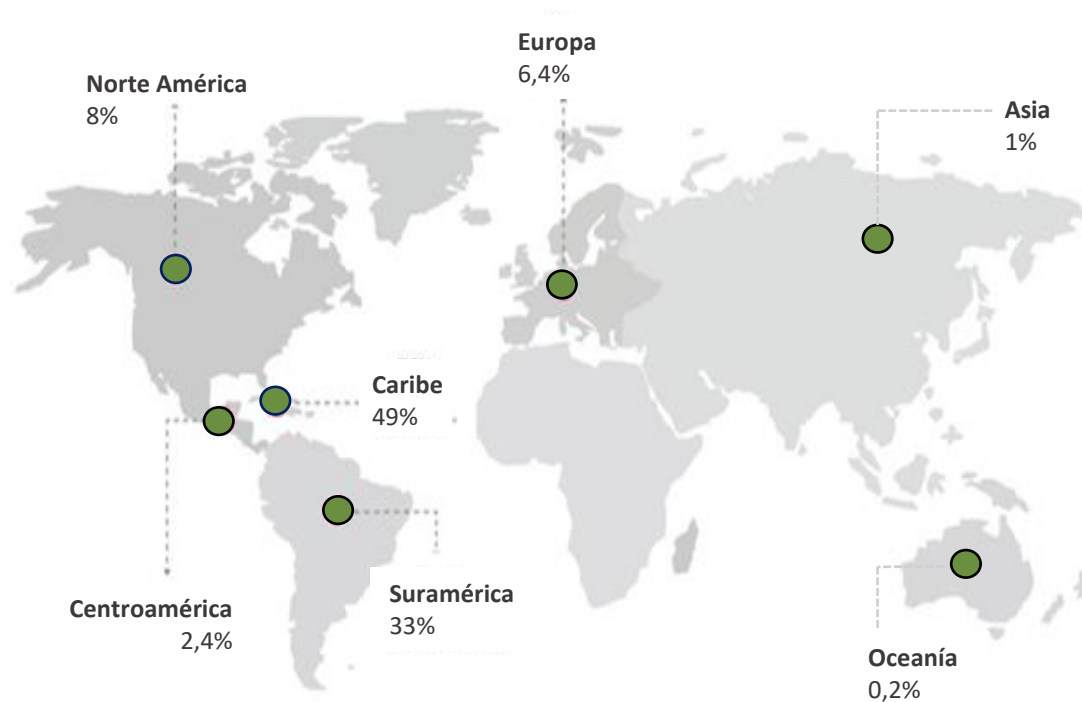 Europa
6,4%
Norte América
8%
Asia
1%
Caribe
49%
Centroamérica
2,4%
Suramérica
33%
Oceanía
0,2%